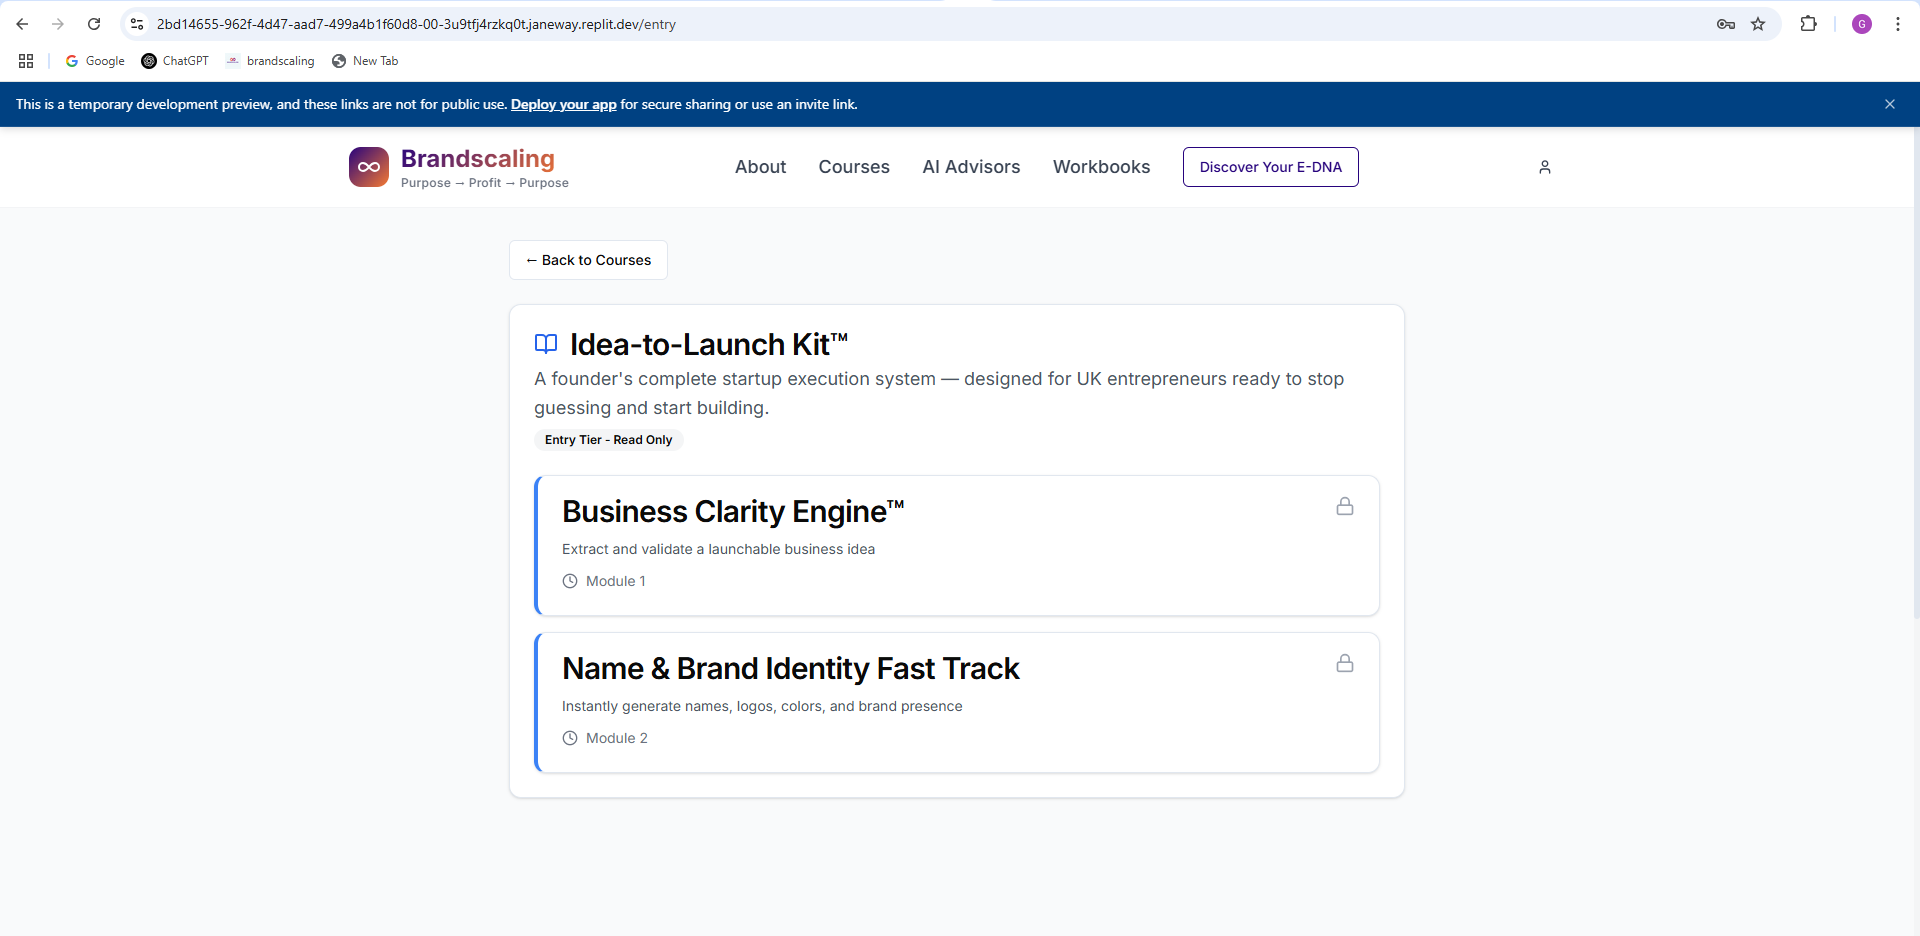 2bd14655-962f-4d47-aad7-499a4b1f60d8-00-3u9tfj4rzkq0t.janeway.replit.dev/entry
G
Google
ChatGPT
brandscaling
New Tab
This is a temporary development preview, and these links are not for public use. Deploy your app for secure sharing or use an invite link.
Brandscaling
Purpose → Profit → Purpose
About
Courses
AI Advisors
Workbooks
Discover Your E-DNA
← Back to Courses
Idea-to-Launch Kit™
A founder's complete startup execution system — designed for UK entrepreneurs ready to stop
guessing and start building.
Entry Tier - Read Only
Business Clarity Engine™
Extract and validate a launchable business idea
Module 1
Name & Brand Identity Fast Track
Instantly generate names, logos, colors, and brand presence
Module 2